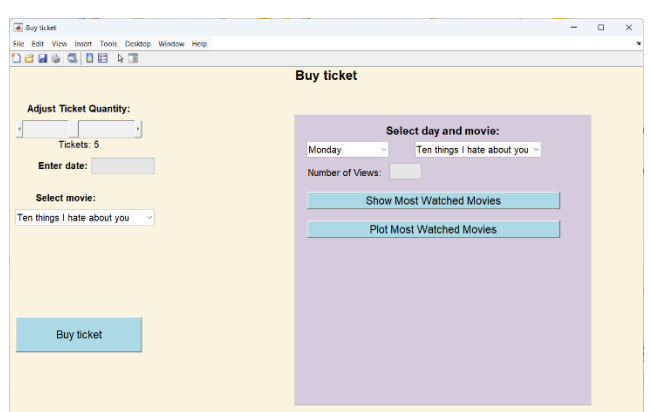 Buy ticket
File Edit View Insert Tools Desktop Window Help
Buy ticket
Adjust Ticket Quantity:
Tickets: 5
Enter date:
Select movie:
Ten things I hate about you
Buy ticket
Select day and movie:
Monday Ten things I hate about you
Number of Views:
Show Most Watched Movies
Plot Most Watched Movies